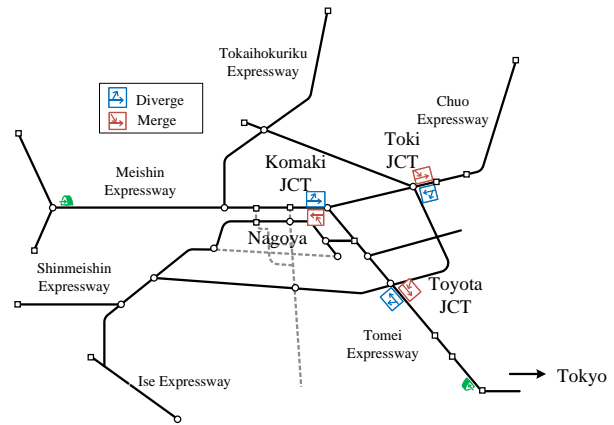 Tokaihokuriku
Expressway
Diverge
Merge
Chuo
Expressway
Toki
JCT
Komaki
JCT
Meishin
Expressway
Nagoya
Shinmeishin
Expressway
Toyota
JCT
Tomei
Expressway
Ise Expressway
Tokyo